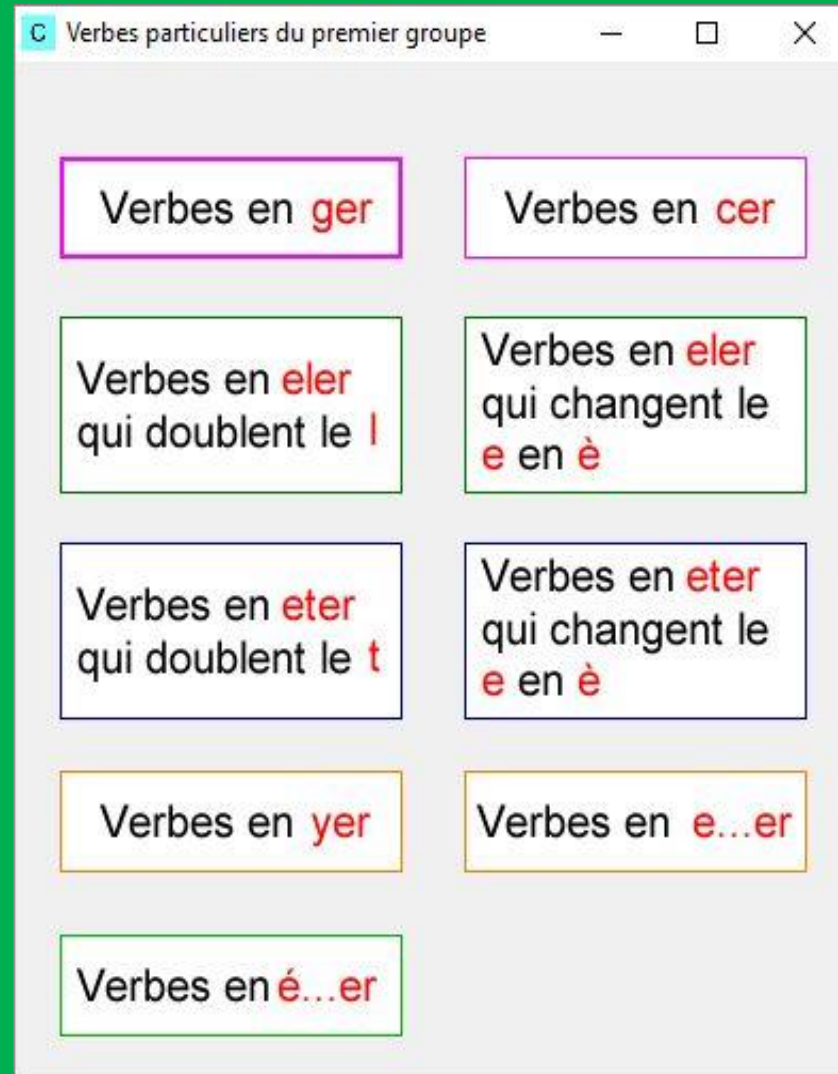 C Verbes particuliers du premier groupe
Verbes en ger
Verbes en cer
Verbes en eler
qui doublent le l
Verbes en eler
qui changent le
e en è
Verbes en eter
qui doublent le t
Verbes en eter
qui changent le
e en è
Verbes en yer
Verbes en e...er
Verbes en é...er